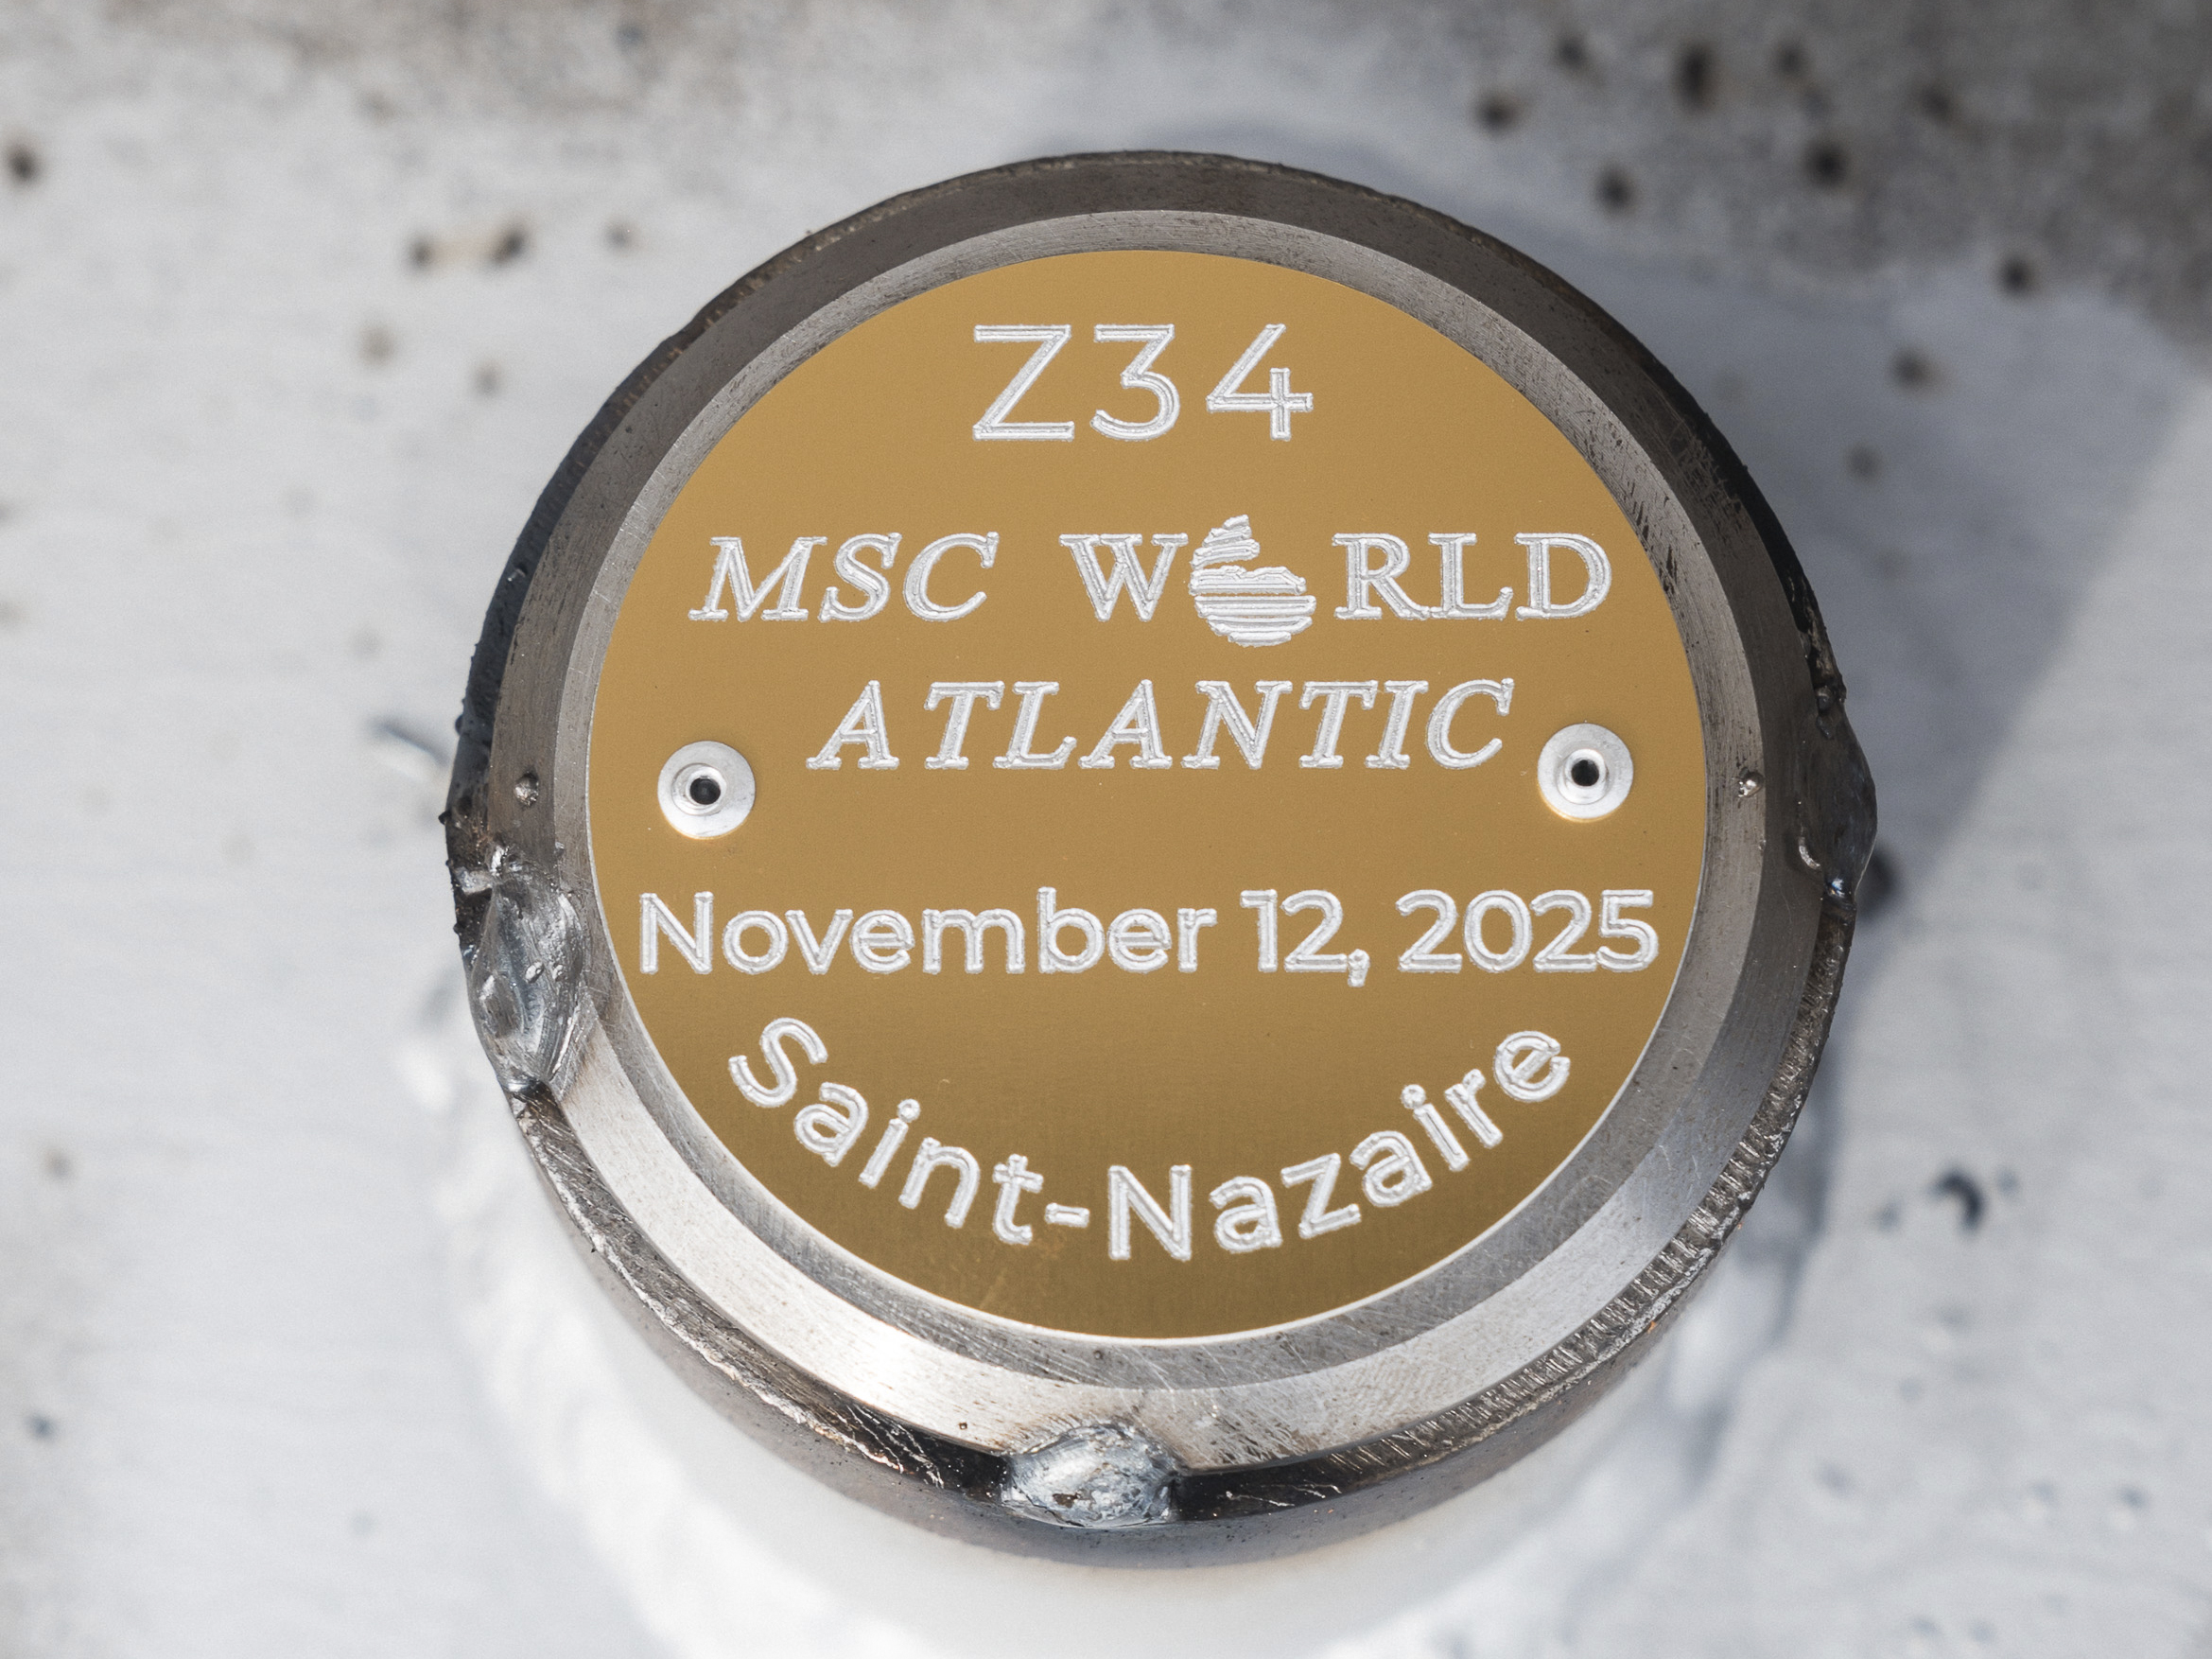 Z34
MSC WORLD
ATLANTIC
November 12, 2025
Saint-Nazaire